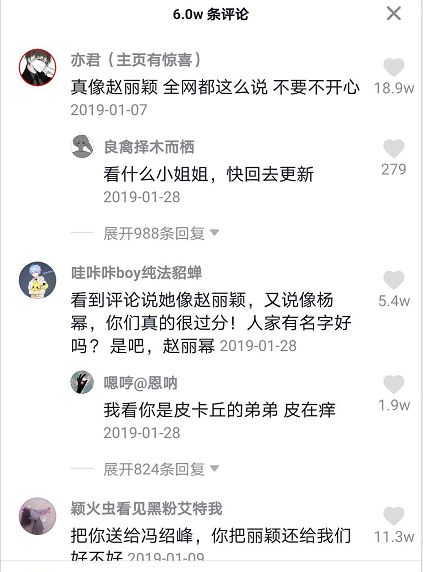 6.0w 条评论
亦君（主页有惊喜）
真像赵丽颖 全网都这么说 不要不开心
18.9w
2019-01-07
良禽择木而栖
看什么小姐姐，快回去更新
279
2019-01-28
展开988条回复
哇咔咔boy纯法貂蝉
看到评论说她像赵丽颖，又说像杨
5.4w
幂，你们真的很过分！人家有名字好
吗？ 是吧，赵丽幂 2019-01-28
嗯哼@恩呐
我看你是皮卡丘的弟弟 皮在痒
1.9w
2019-01-28
展开824条回复
颖火虫看见黑粉艾特我
把你送给冯绍峰，你把丽颖还给我们
11.3w
好不好 2019-01-09